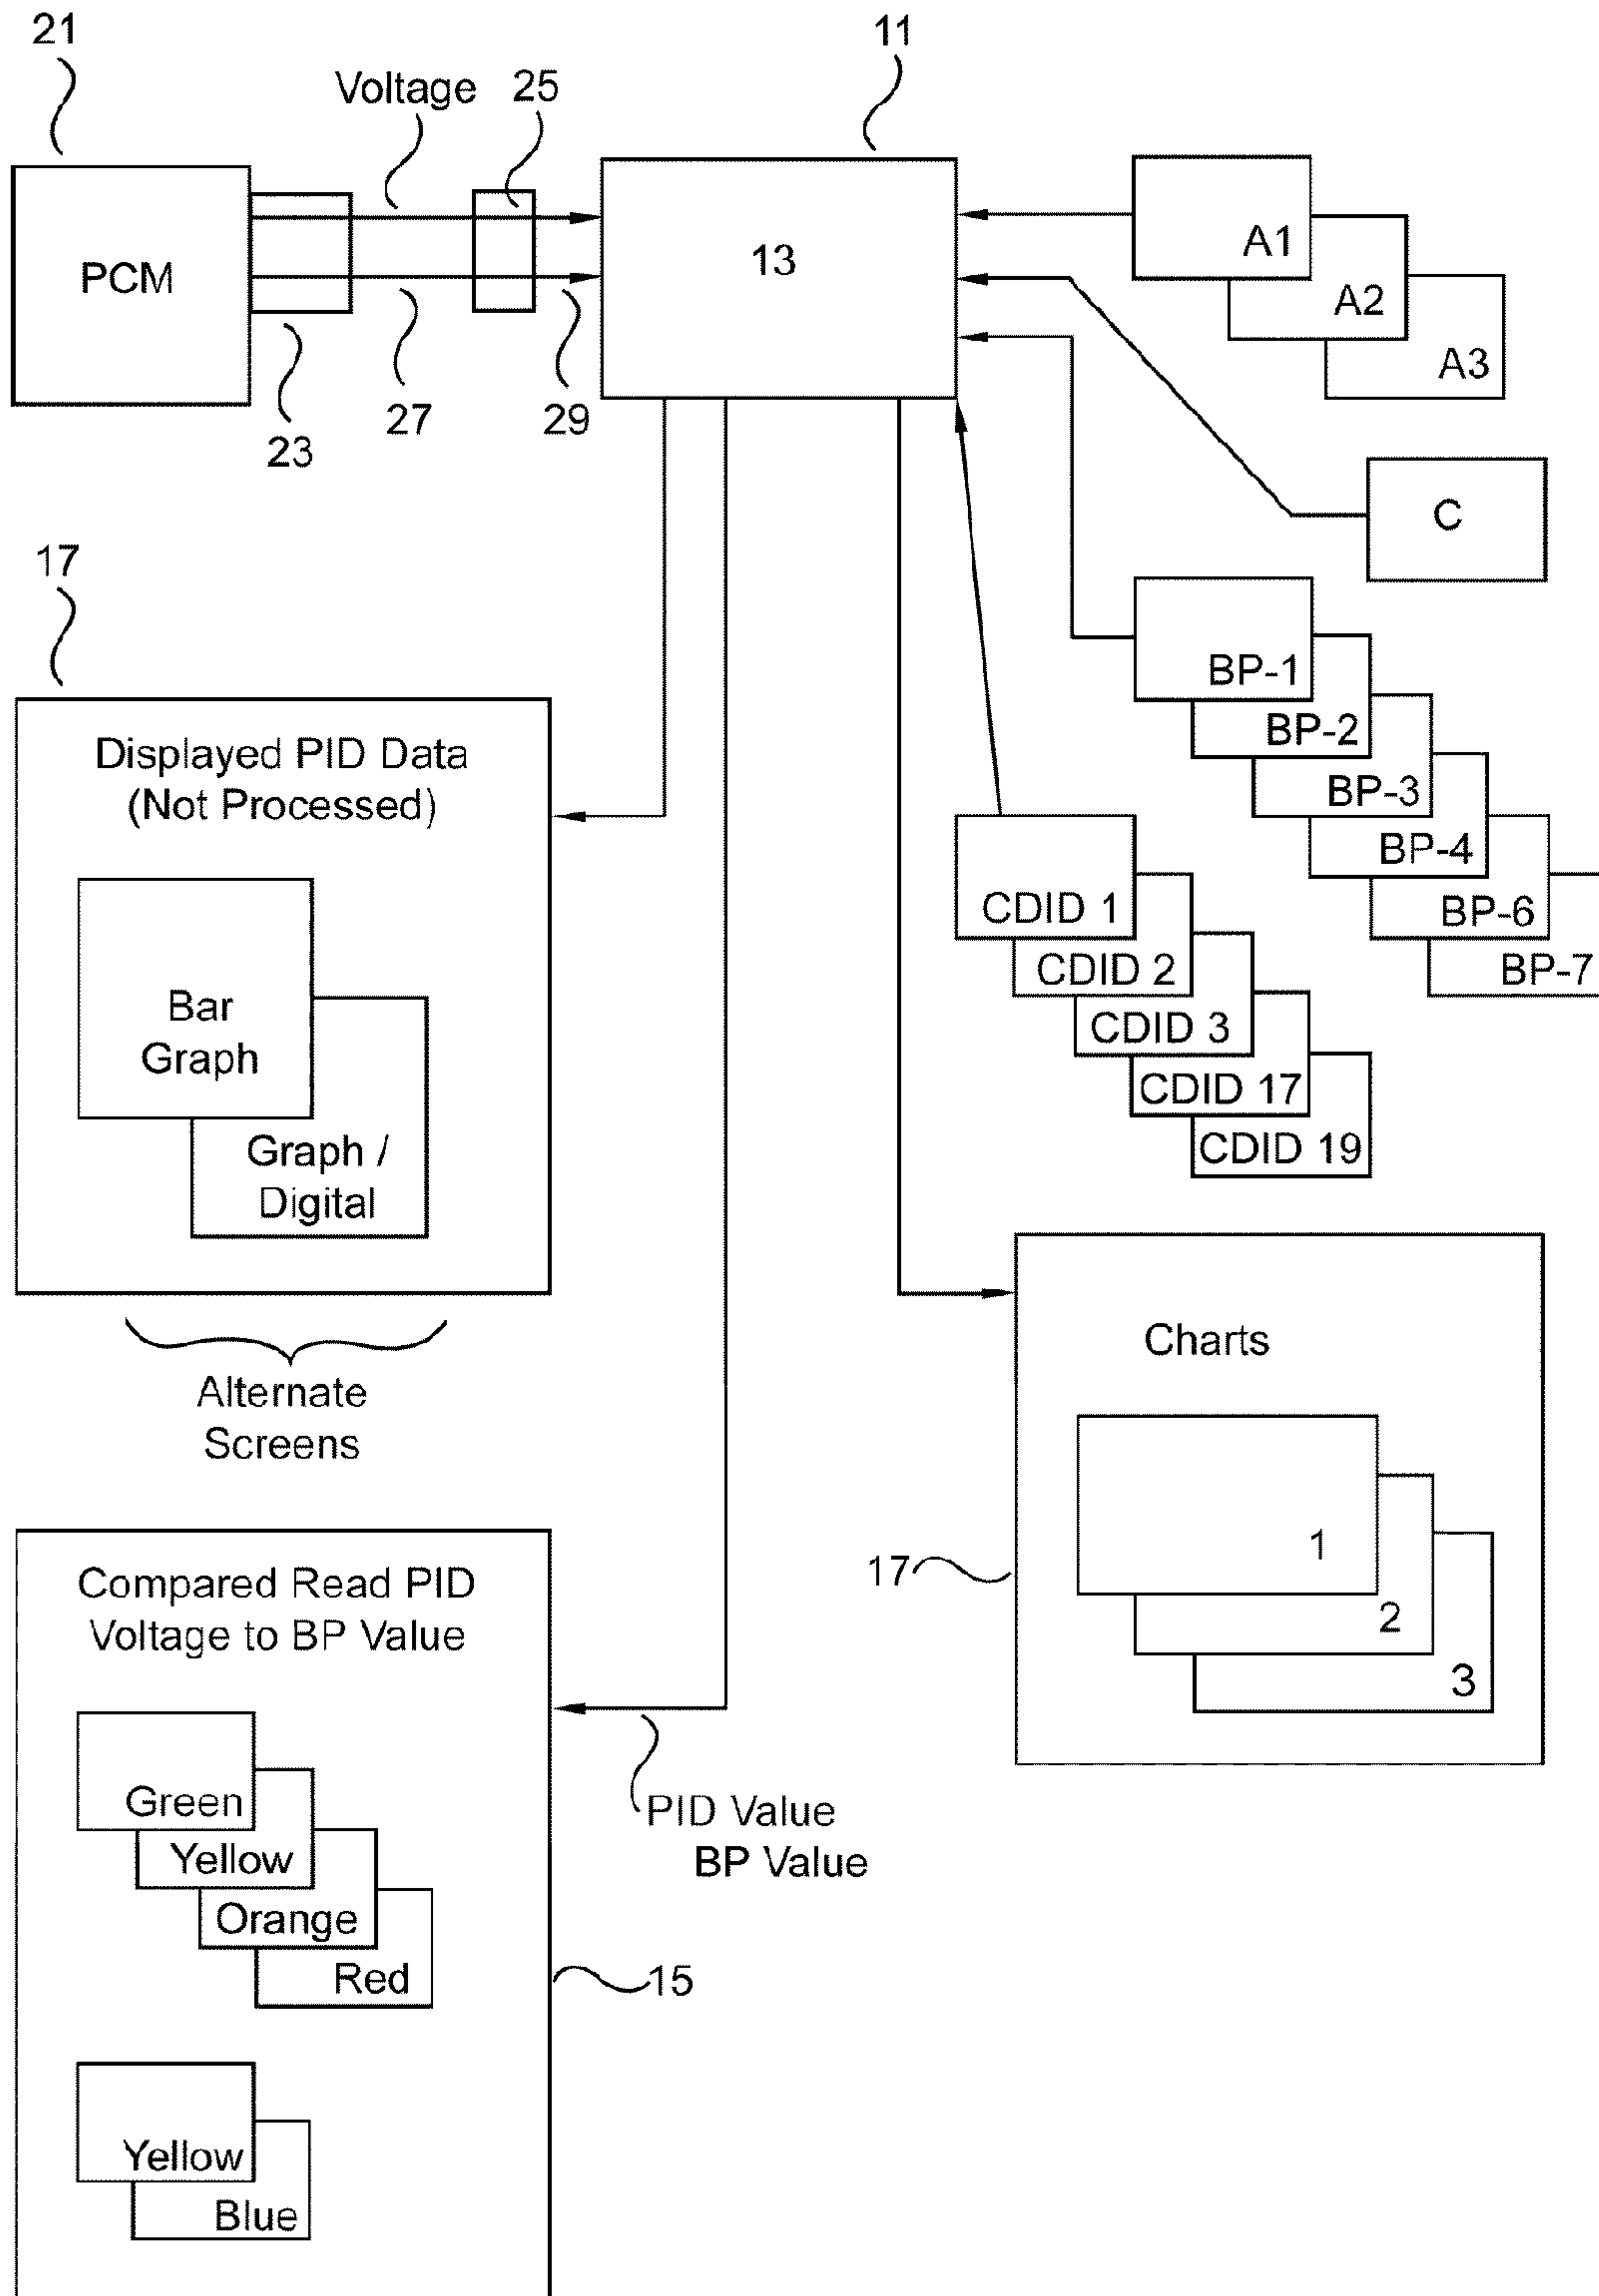 21
11
Voltage
25
PCM
13
A1
A2
A3
23
27
29
C
17
BP-1
BP-2
BP-3
BP-4
BP-6
BP-7
Displayed PID Data
(Not Processed)
Bar
Graph
Graph /
Digital
CDID 1
CDID 2
CDID 3
CDID 17
CDID 19
Alternate
Screens
Charts
1
2
3
17
Compared Read PID
Voltage to BP Value
Green
Yellow
Orange
Red
PID Value
BP Value
15
Yellow
Blue